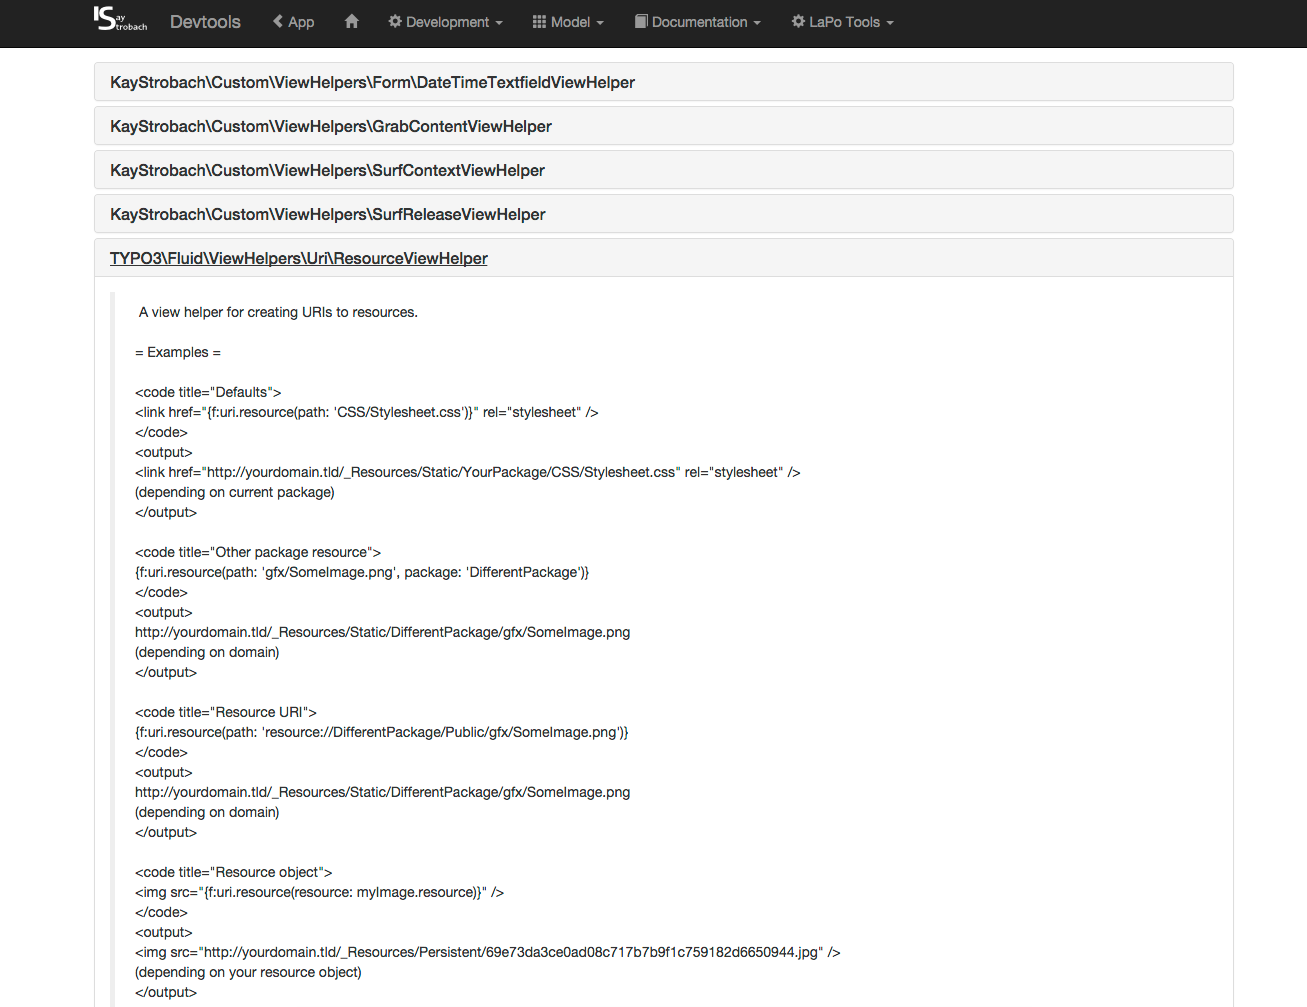 KS ay trobach Devtools App Development Model Documentation LaPo Tools
KayStrobach\Custom\ViewHelpers\Form\DateTimeTextfieldViewHelper
KayStrobach\Custom\ViewHelpers\GrabContentViewHelper
KayStrobach\Custom\ViewHelpers\SurfContextViewHelper
KayStrobach\Custom\ViewHelpers\SurfReleaseViewHelper
TYPO3\Fluid\ViewHelpers\Uri\ResourceViewHelper
A view helper for creating URIs to resources.
= Examples =
<code title="Defaults">
<link href="{f:uri.resource(path: 'CSS/Stylesheet.css')}" rel="stylesheet" />
</code>
<output>
<link href="http://yourdomain.tld/_Resources/Static/YourPackage/CSS/Stylesheet.css" rel="stylesheet" />
(depending on current package)
</output>
<code title="Other package resource">
{f:uri.resource(path: 'gfx/SomeImage.png', package: 'DifferentPackage')}
</code>
<output>
http://yourdomain.tld/_Resources/Static/DifferentPackage/gfx/SomeImage.png
(depending on domain)
</output>
<code title="Resource URI">
{f:uri.resource(path: 'resource://DifferentPackage/Public/gfx/SomeImage.png')}
</code>
<output>
http://yourdomain.tld/_Resources/Static/DifferentPackage/gfx/SomeImage.png
(depending on domain)
</output>
<code title="Resource object">
<img src="{f:uri.resource(resource: myImage.resource)}" />
</code>
<output>
<img src="http://yourdomain.tld/_Resources/Persistent/69e73da3ce0ad08c717b7b9f1c759182d6650944.jpg" />
(depending on your resource object)
</output>